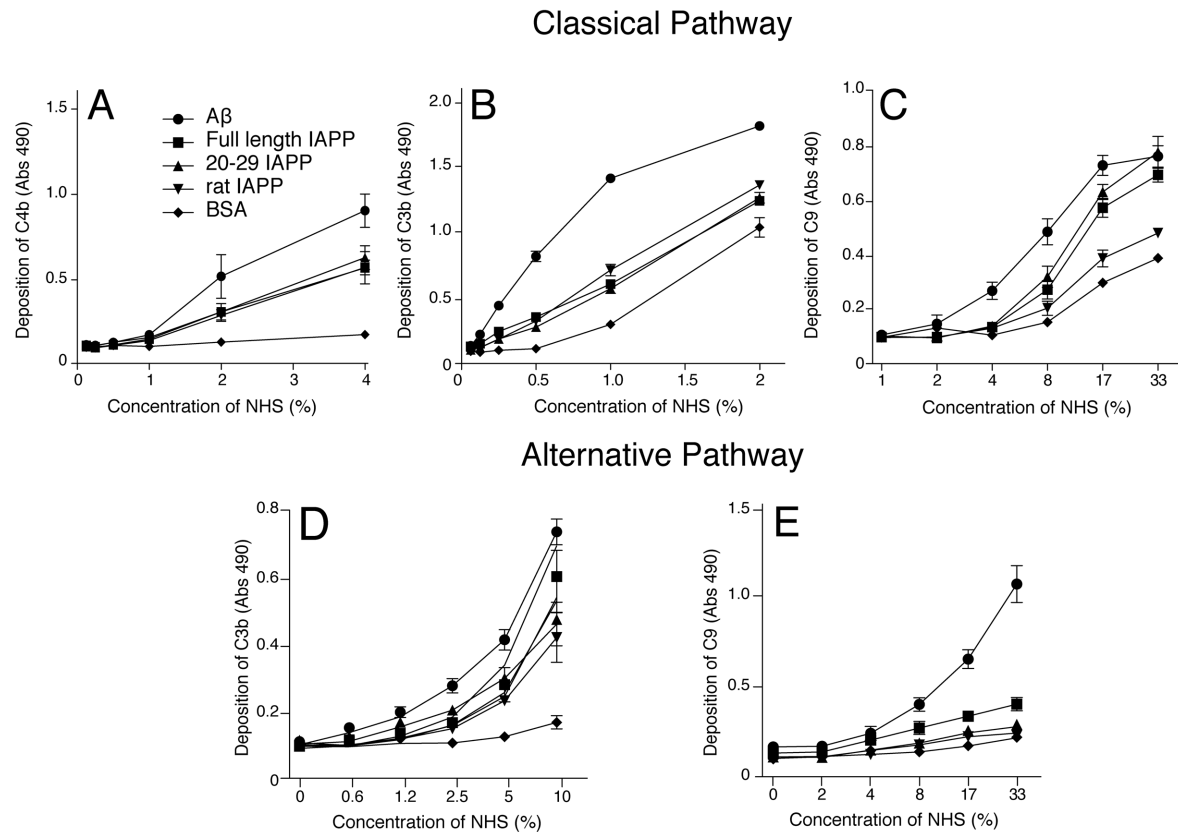 Classical Pathway
A
Deposition of C4b (Abs 490)
1.5
1.0
0.5
0
0 1 2 3 4
Concentration of NHS (%)
Aβ
Full length IAPP
20-29 IAPP
rat IAPP
BSA
B
Deposition of C3b (Abs 490)
2.0
1.5
1.0
0.5
0
0 0.5 1.0 1.5 2
Concentration of NHS (%)
C
Deposition of C9 (Abs 490)
1.0
0.8
0.6
0.4
0.2
0
1 2 4 8 17 33
Concentration of NHS (%)
Alternative Pathway
D
Deposition of C3b (Abs 490)
0.8
0.6
0.4
0.2
0
0 0.6 1.2 2.5 5 10
Concentration of NHS (%)
E
Deposition of C9 (Abs 490)
1.5
1.0
0.5
0
0 2 4 8 17 33
Concentration of NHS (%)